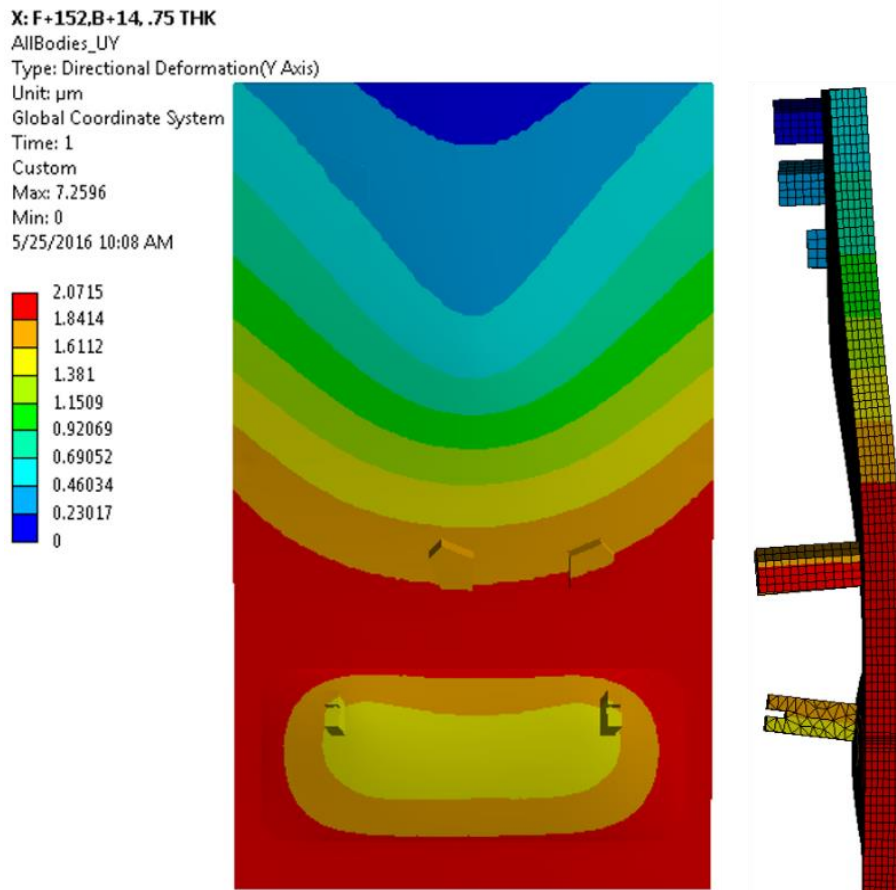 X: F+152,B+14, .75 THK
AllBodies_UY
Type: Directional Deformation(Y Axis)
Unit: µm
Global Coordinate System
Time: 1
Custom
Max: 7.2596
Min: 0
5/25/2016 10:08 AM
2.0715
1.8414
1.6112
1.381
1.1509
0.92069
0.69052
0.46034
0.23017
0